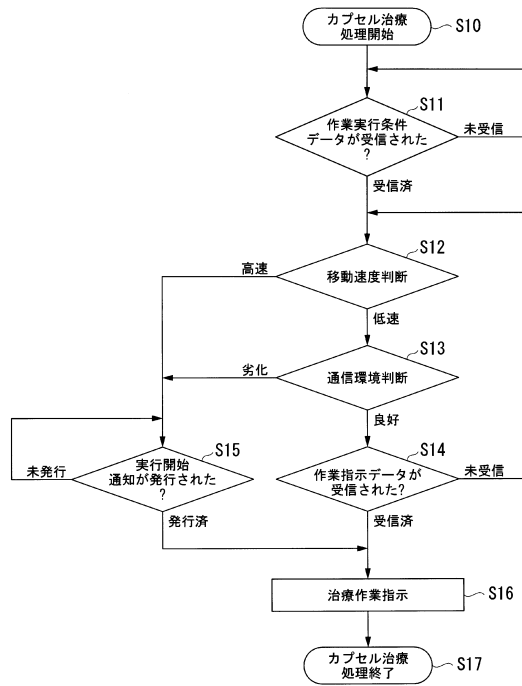 カプセル治療
処理開始
S10
S11
作業実行条件
データが受信された
?
未受信
受信済
S12
高速
移動速度判断
低速
S13
劣化
通信環境判断
良好
S15
実行開始
通知が発行された
?
未発行
発行済
S14
作業指示データが
受信された?
未受信
受信済
治療作業指示
S16
カプセル治療
処理終了
S17